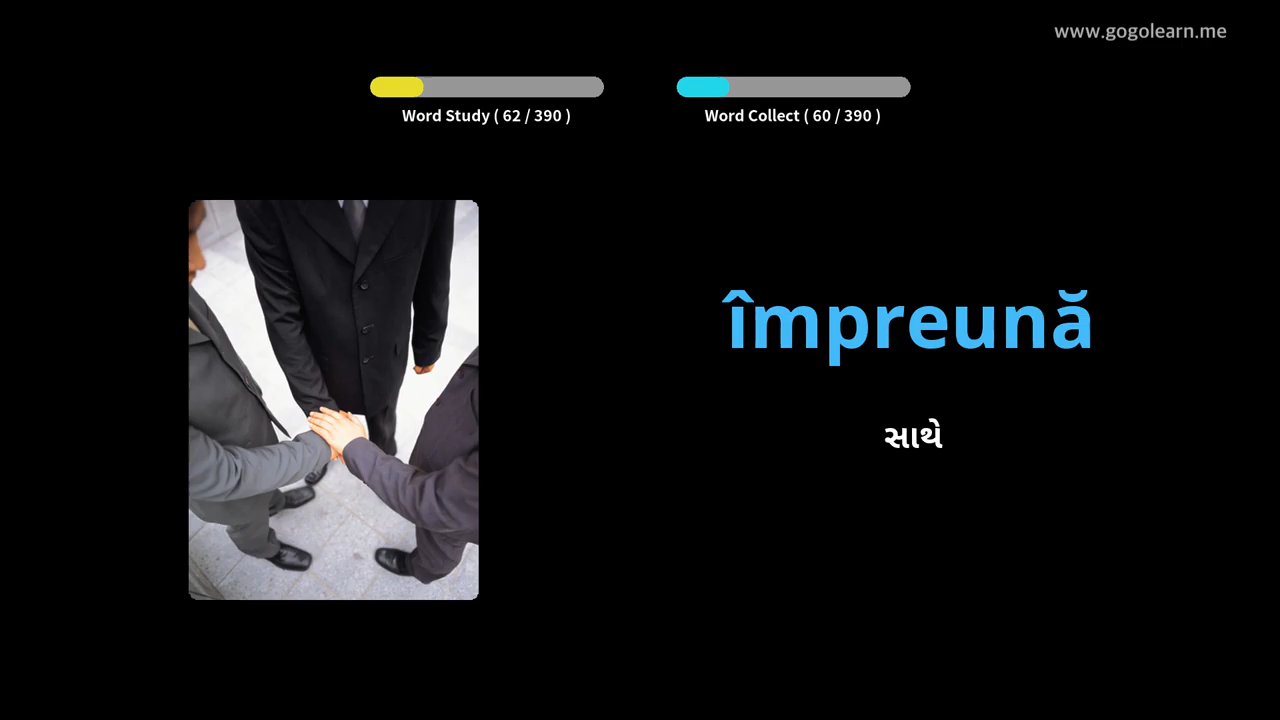 www.gogolearn.me
Word Study ( 62 / 390 )
Word Collect ( 60 / 390 )
împreună
સાથે